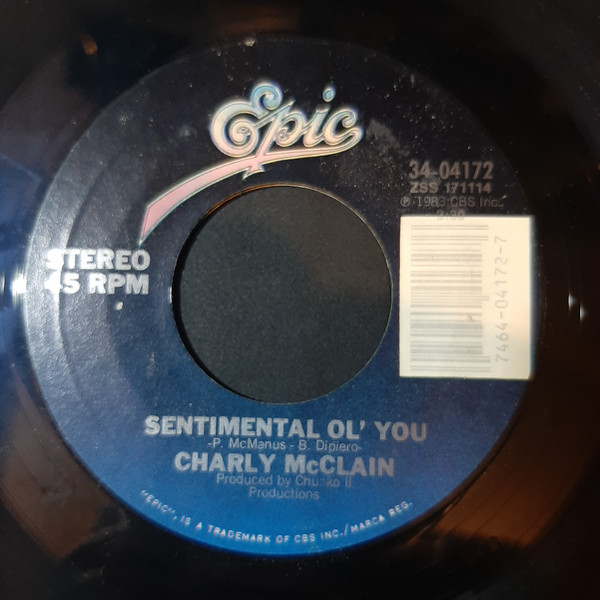 Epic
34-04172
ZSS 171114
℗ 1983 CBS Inc.
STEREO
45 RPM
7464-04172-7
SENTIMENTAL OL' YOU
-P. McManus - B. Dipiero-
CHARLY McCLAIN
Produced by Chucko II
Productions
"EPIC", IS A TRADEMARK OF CBS INC./MARCA REG.